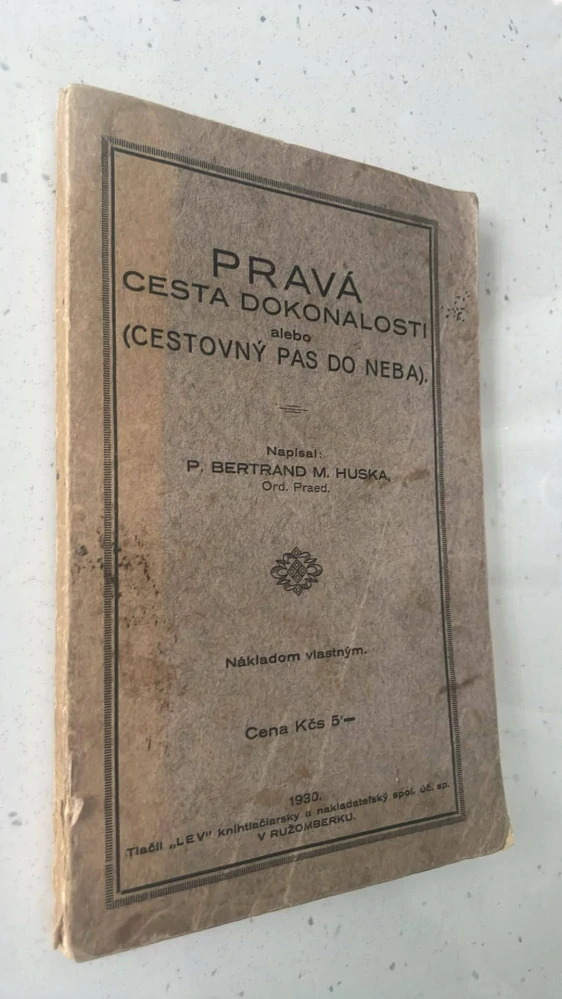 PRAVÁ
CESTA DOKONALOSTI
alebo
(CESTOVNÝ PAS DO NEBA).
Napísal:
P. BERTRAND M. HUSKA,
Ord. Praed.
Nákladom vlastným.
Cena Kčs 5·—
1930.
Tlačil „LEV" knihtlačiarsky a nakladateľský spol. úč. sp.
V RUŽOMBERKU.